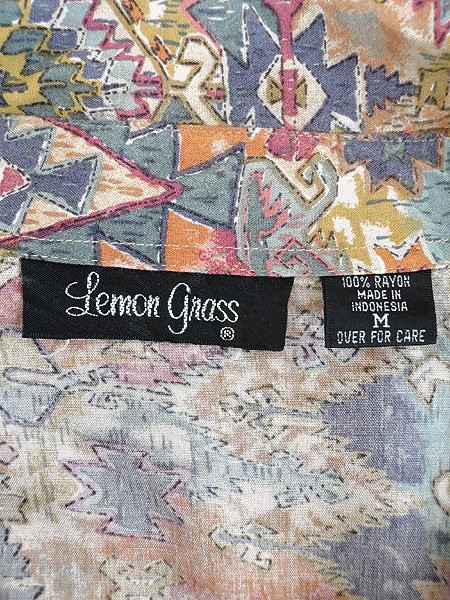 Lemon Grass
®
100% RAYON
MADE IN
INDONESIA
M
OVER FOR CARE